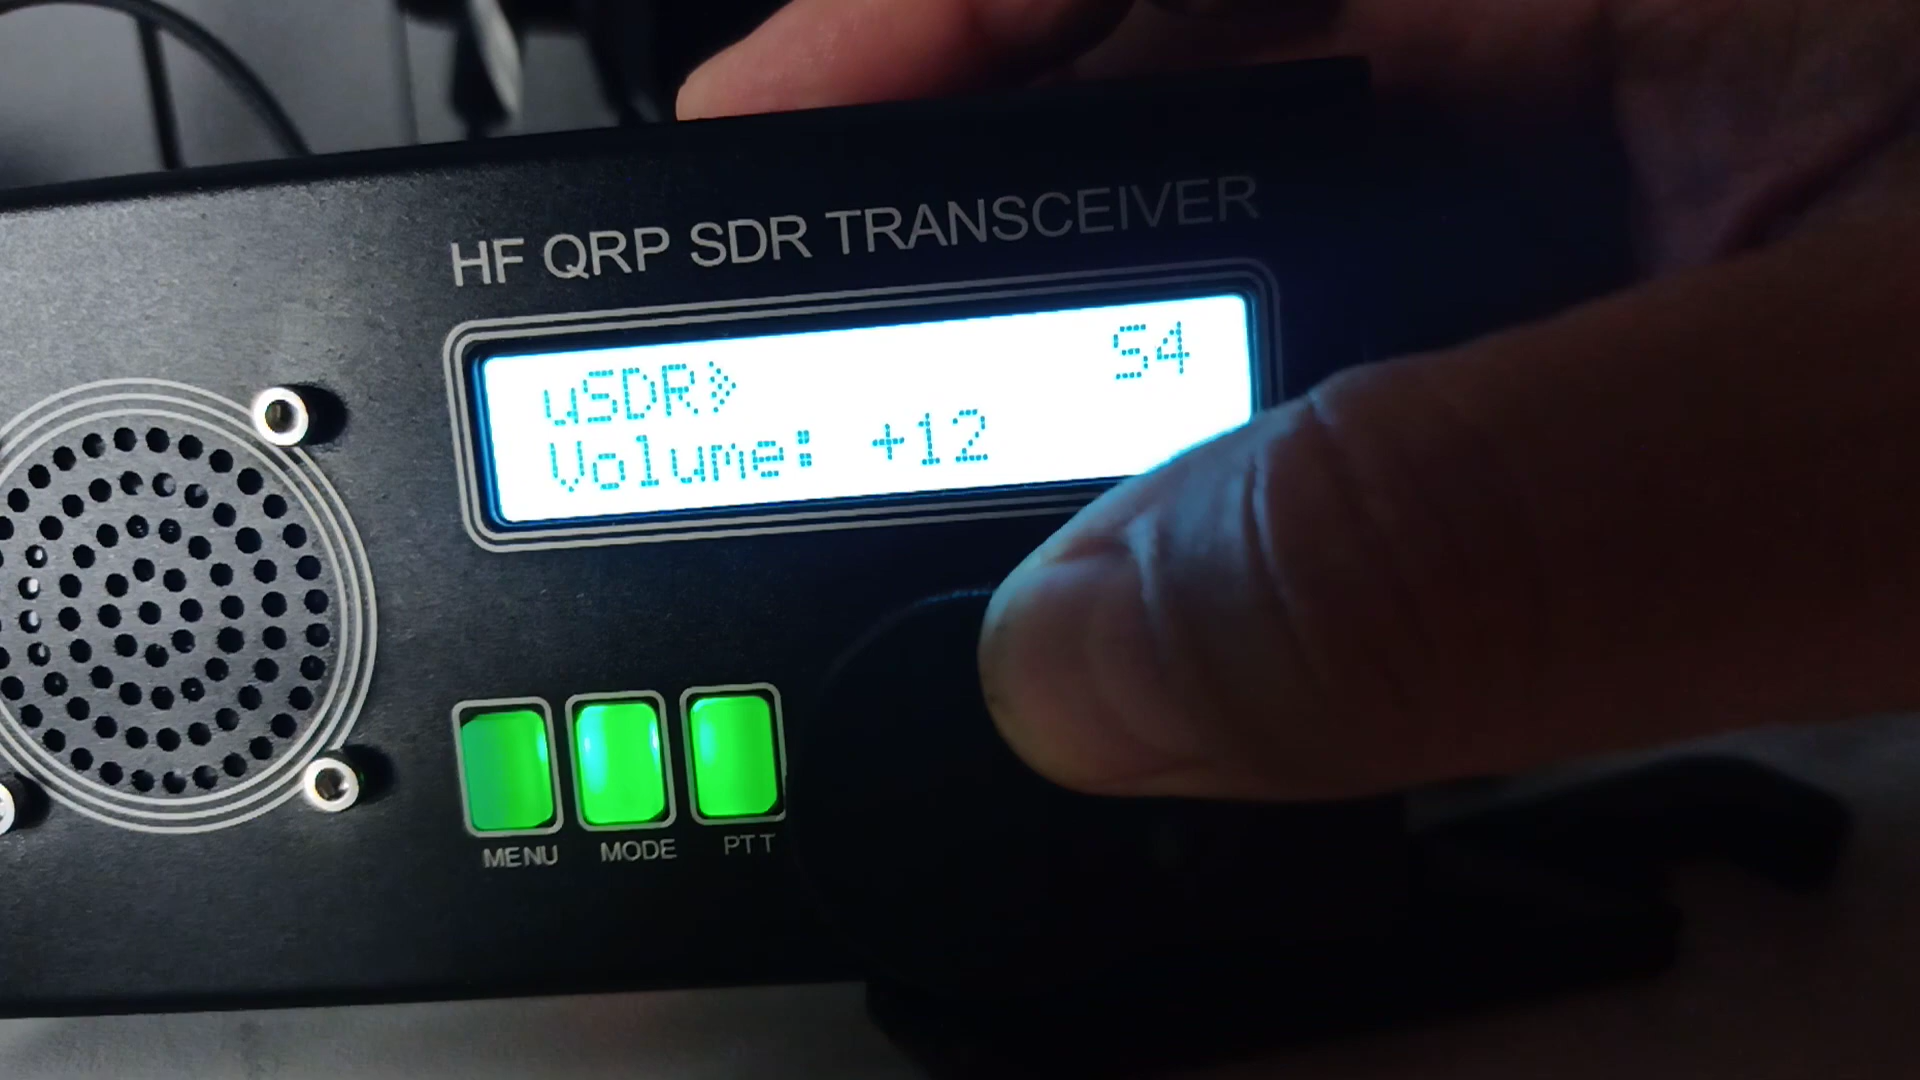 HF QRP SDR TRANSCEIVER
uSDR» S4
Volume: +12
MENU MODE PTT